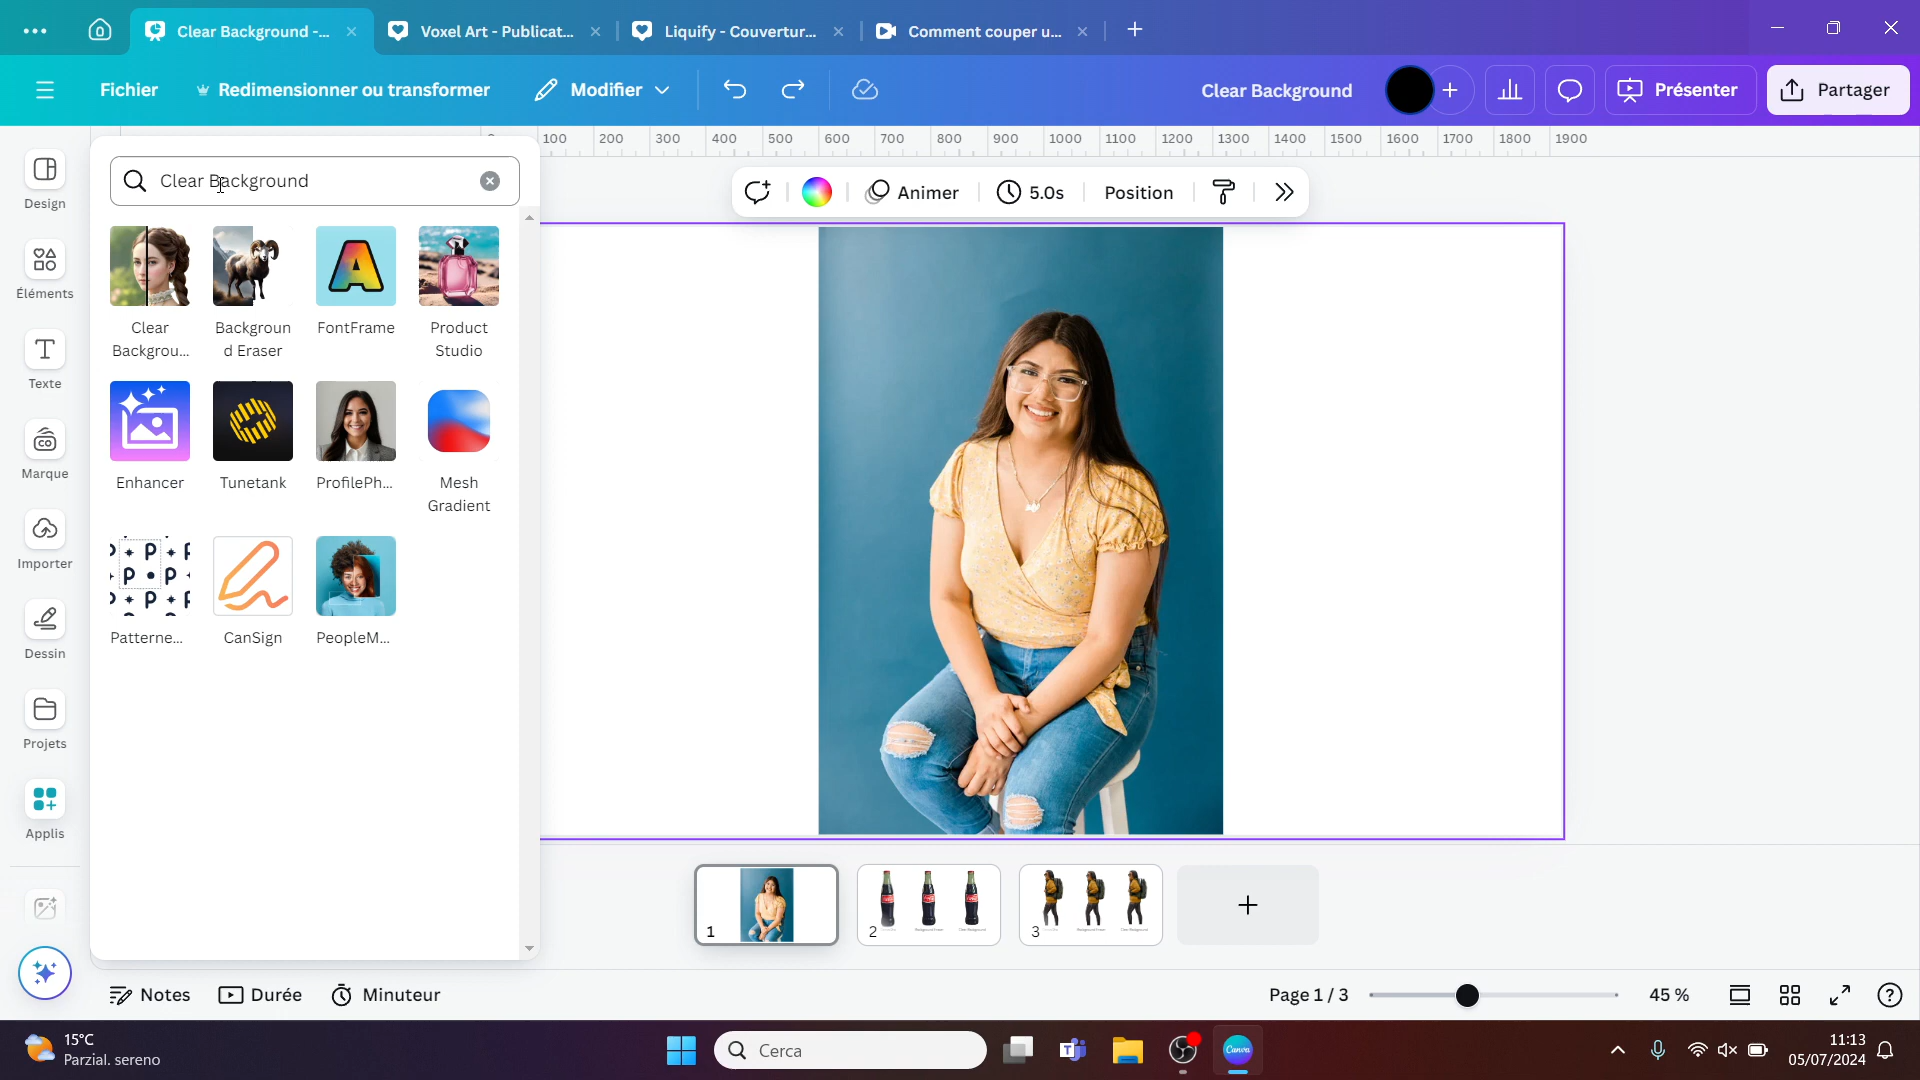 Clear Background -...
Voxel Art - Publicat...
Liquify - Couvertur...
Comment couper u...
Fichier
Redimensionner ou transformer
Modifier
Clear Background
Présenter
Partager
100 200 300 400 500 600 700 800 900 1000 1100 1200 1300 1400 1500 1600 1700 1800 1900
Design
Éléments
Texte
Marque
Importer
Dessin
Projets
Applis
Clear Background
Clear
Backgrou...
Backgroun
d Eraser
FontFrame
Product
Studio
Enhancer
Tunetank
ProfilePh...
Mesh
Gradient
Patterne...
CanSign
PeopleM...
Animer
5.0s
Position
1
2
3
Notes
Durée
Minuteur
Page 1 / 3
45 %
15°C
Parzial. sereno
Cerca
Canva
11:13
05/07/2024